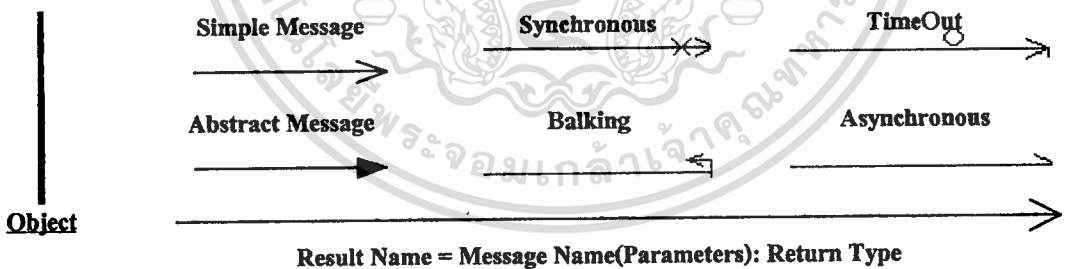 Simple Message
Synchronous
TimeOut
Abstract Message
Balking
Asynchronous
Object
Result Name = Message Name(Parameters): Return Type